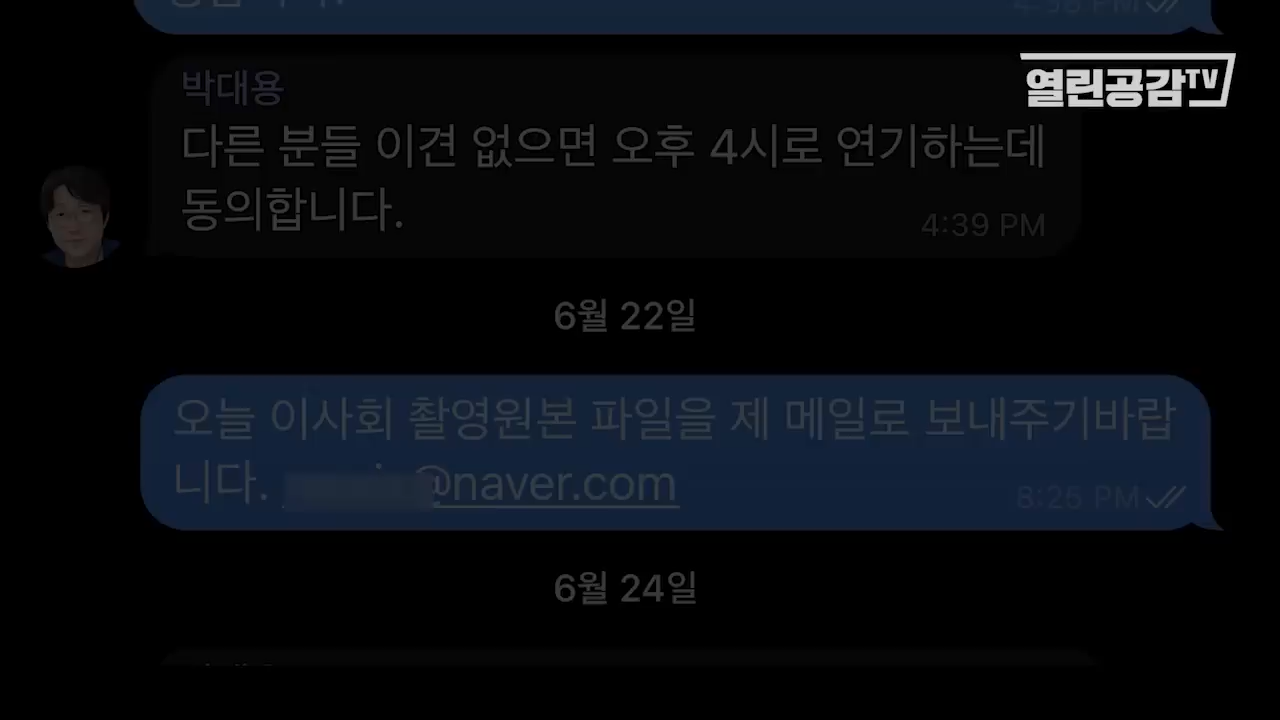 열린공감TV
박대용
다른 분들 이견 없으면 오후 4시로 연기하는데
동의합니다.
4:39 PM
6월 22일
오늘 이사회 촬영원본 파일을 제 메일로 보내주기바랍
니다. @naver.com
8:25 PM
6월 24일